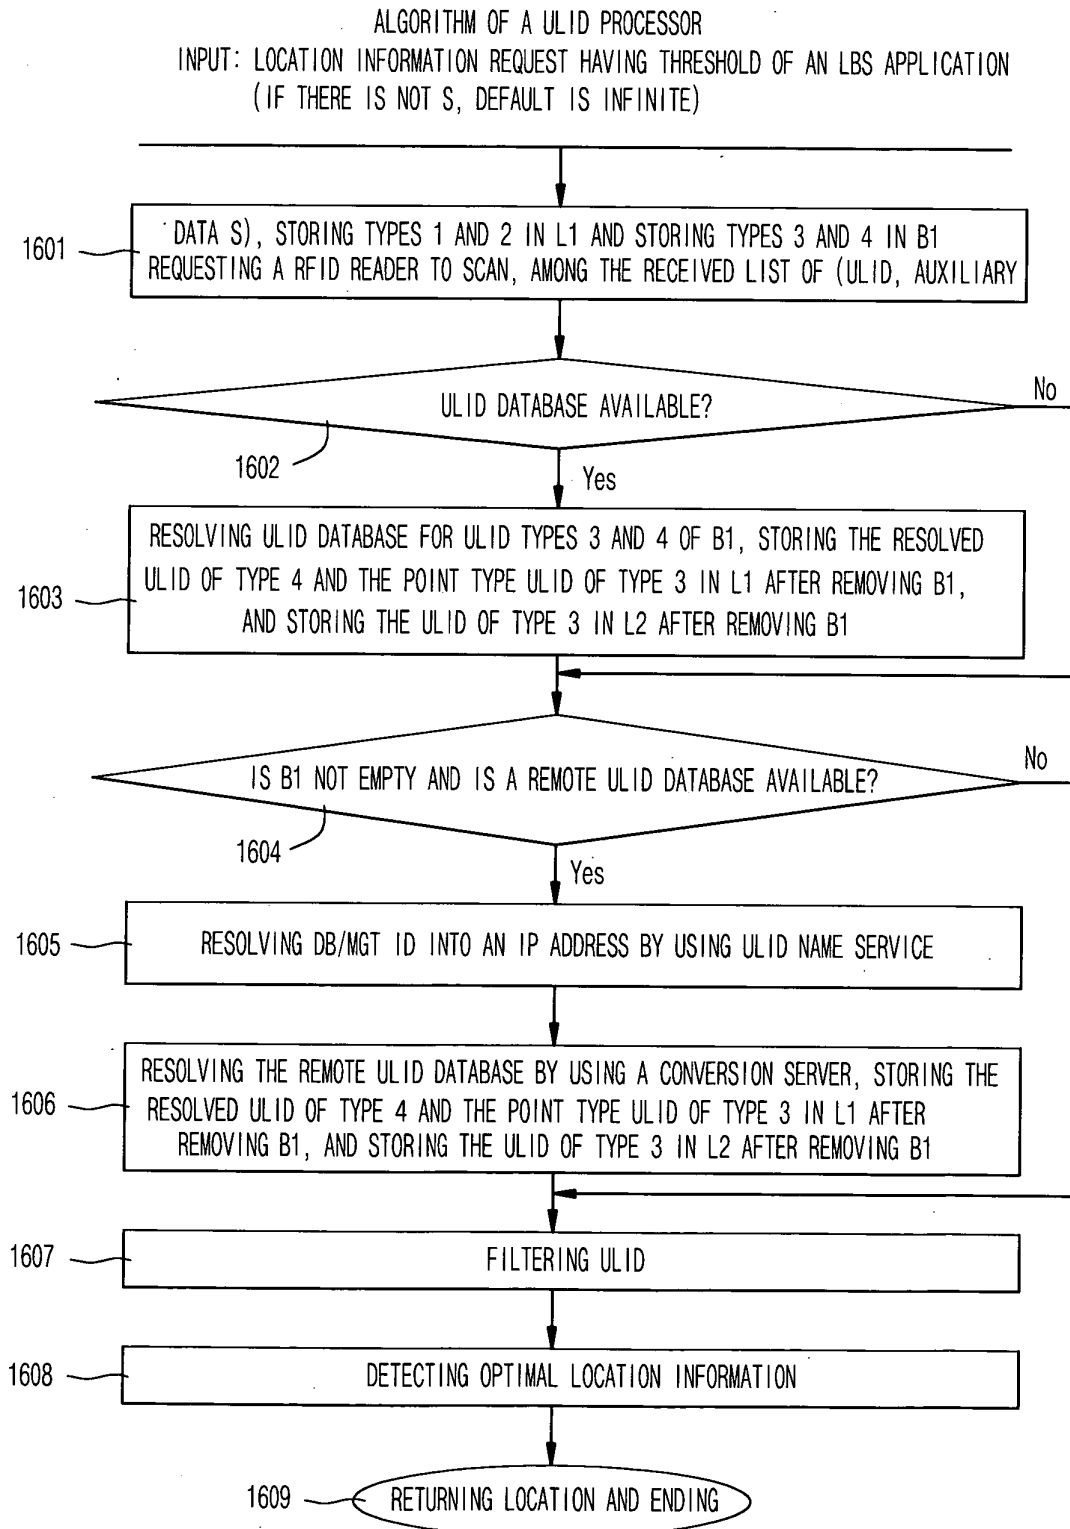 ALGORITHM OF A ULID PROCESSOR
INPUT: LOCATION INFORMATION REQUEST HAVING THRESHOLD OF AN LBS APPLICATION
(IF THERE IS NOT S, DEFAULT IS INFINITE)
1601
DATA S), STORING TYPES 1 AND 2 IN L1 AND STORING TYPES 3 AND 4 IN B1
REQUESTING A RFID READER TO SCAN, AMONG THE RECEIVED LIST OF (ULID, AUXILIARY
ULID DATABASE AVAILABLE?
No
1602
Yes
1603
RESOLVING ULID DATABASE FOR ULID TYPES 3 AND 4 OF B1, STORING THE RESOLVED
ULID OF TYPE 4 AND THE POINT TYPE ULID OF TYPE 3 IN L1 AFTER REMOVING B1,
AND STORING THE ULID OF TYPE 3 IN L2 AFTER REMOVING B1
IS B1 NOT EMPTY AND IS A REMOTE ULID DATABASE AVAILABLE?
No
1604
Yes
1605
RESOLVING DB/MGT ID INTO AN IP ADDRESS BY USING ULID NAME SERVICE
1606
RESOLVING THE REMOTE ULID DATABASE BY USING A CONVERSION SERVER, STORING THE
RESOLVED ULID OF TYPE 4 AND THE POINT TYPE ULID OF TYPE 3 IN L1 AFTER
REMOVING B1, AND STORING THE ULID OF TYPE 3 IN L2 AFTER REMOVING B1
1607
FILTERING ULID
1608
DETECTING OPTIMAL LOCATION INFORMATION
1609
RETURNING LOCATION AND ENDING